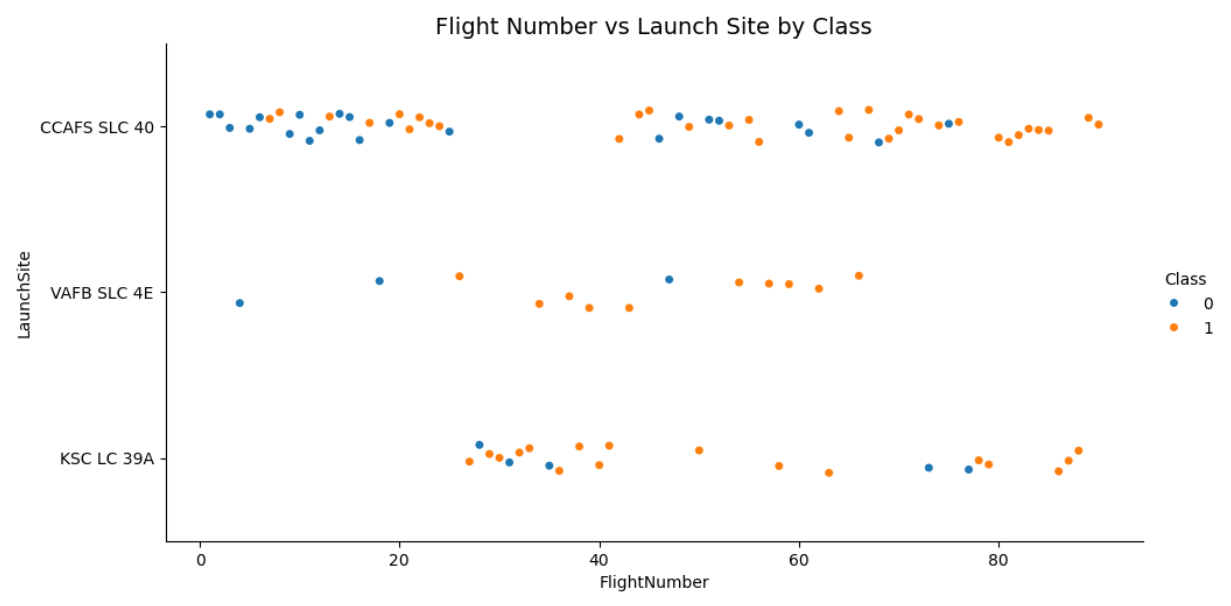 Flight Number vs Launch Site by Class
LaunchSite
CCAFS SLC 40
VAFB SLC 4E
KSC LC 39A
0 20 40 60 80
FlightNumber
Class
0
1